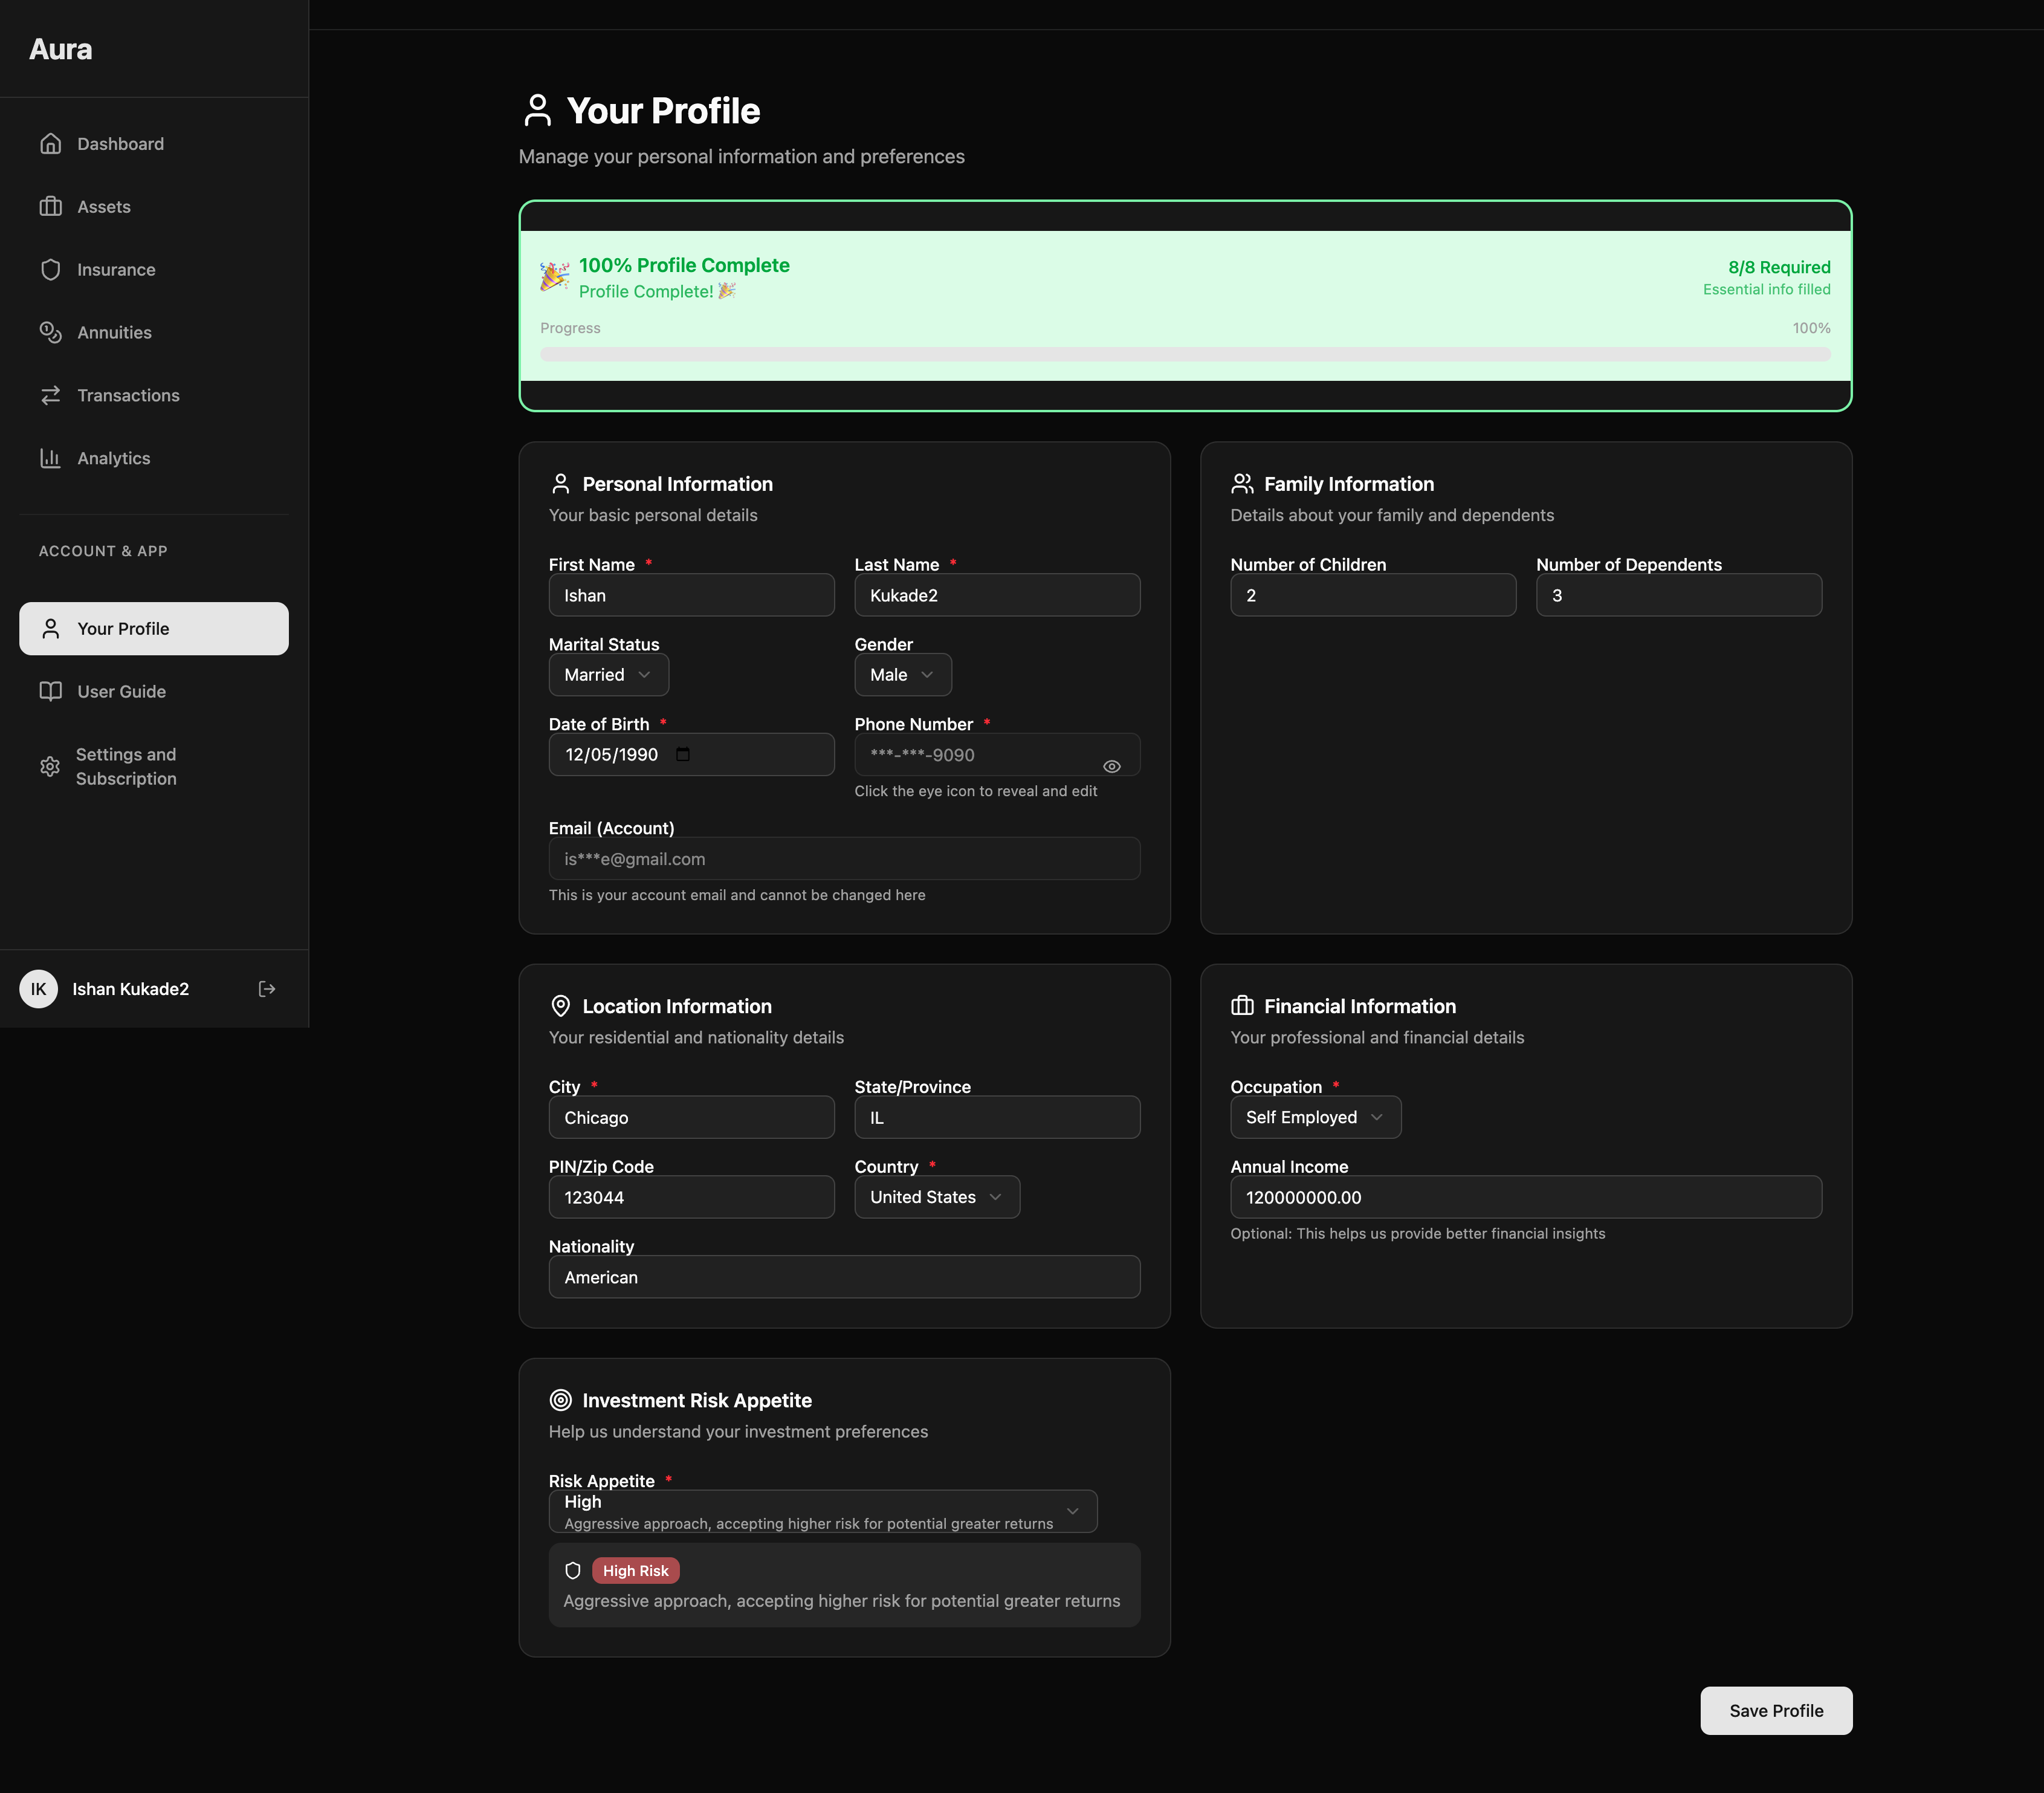 Aura
Dashboard
Assets
Insurance
Annuities
Transactions
Analytics
ACCOUNT & APP
Your Profile
User Guide
Settings and
Subscription
IK
Ishan Kukade2
Your Profile
Manage your personal information and preferences
100% Profile Complete
Profile Complete! 🎉
8/8 Required
Essential info filled
Progress
100%
Personal Information
Your basic personal details
First Name *
Ishan
Last Name *
Kukade2
Marital Status
Married
Gender
Male
Date of Birth *
12/05/1990
Phone Number *
***-***-9090
Click the eye icon to reveal and edit
Email (Account)
is***e@gmail.com
This is your account email and cannot be changed here
Family Information
Details about your family and dependents
Number of Children
2
Number of Dependents
3
Location Information
Your residential and nationality details
City *
Chicago
State/Province
IL
PIN/Zip Code
123044
Country *
United States
Nationality
American
Financial Information
Your professional and financial details
Occupation *
Self Employed
Annual Income
120000000.00
Optional: This helps us provide better financial insights
Investment Risk Appetite
Help us understand your investment preferences
Risk Appetite *
High
Aggressive approach, accepting higher risk for potential greater returns
High Risk
Aggressive approach, accepting higher risk for potential greater returns
Save Profile